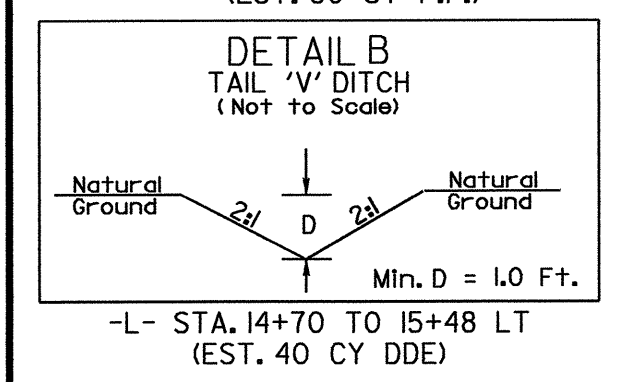 DETAIL B
TAIL 'V' DITCH
(Not to Scale)
Natural
Ground
2:1
D
2:1
Natural
Ground
Min. D = 1.0 Ft.
-L- STA. 14+70 TO 15+48 LT
(EST. 40 CY DDE)